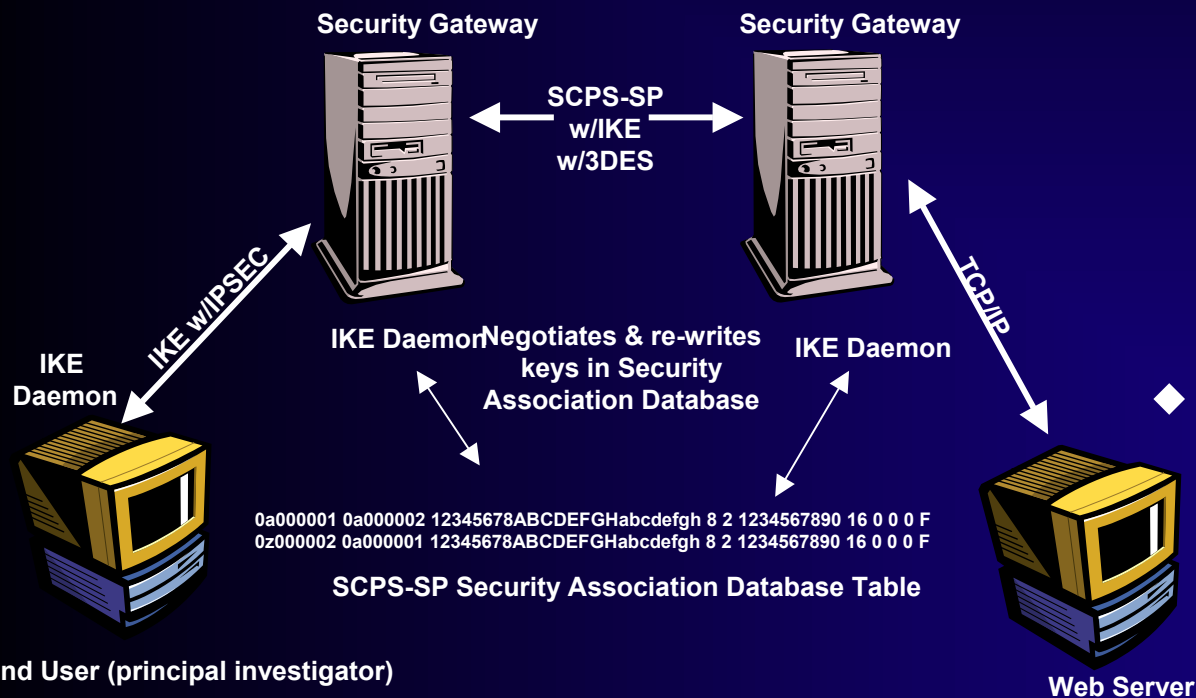 Security Gateway
Security Gateway
SCPS-SP
w/IKE
w/3DES
IKE w/IPSEC
TCP/IP
IKE Daemon
Negotiates & re-writes
keys in Security
Association Database
IKE Daemon
IKE
Daemon
0a000001 0a000002 12345678ABCDEFGHabcdefgh 8 2 1234567890 16 0 0 0 F
0z000002 0a000001 12345678ABCDEFGHabcdefgh 8 2 1234567890 16 0 0 0 F
SCPS-SP Security Association Database Table
nd User (principal investigator)
Web Server